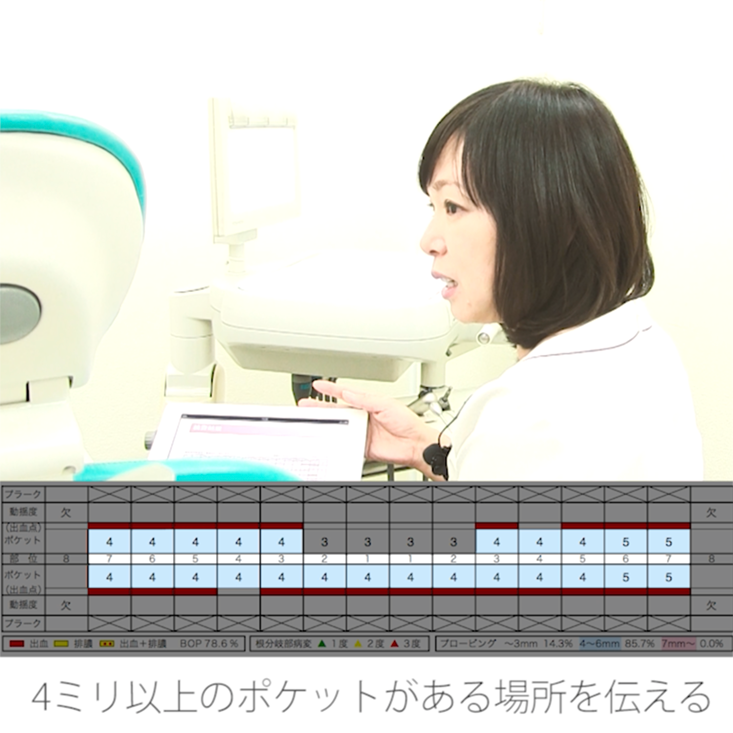 プラーク
動揺度 欠 欠
(出血点)
ポケット 4 4 4 4 4 3 3 3 3 4 4 4 5 5
部位 8 7 6 5 4 3 2 1 1 2 3 4 5 6 7 8
ポケット 4 4 4 4 4 4 4 4 4 4 4 4 5 5
(出血点)
動揺度 欠 欠
プラーク
出血 排膿 出血+排膿 BOP 78.6% 根分岐部病変 1度 2度 3度 プロービング 〜3mm 14.3% 4〜6mm 85.7% 7mm〜 0.0%
4ミリ以上のポケットがある場所を伝える